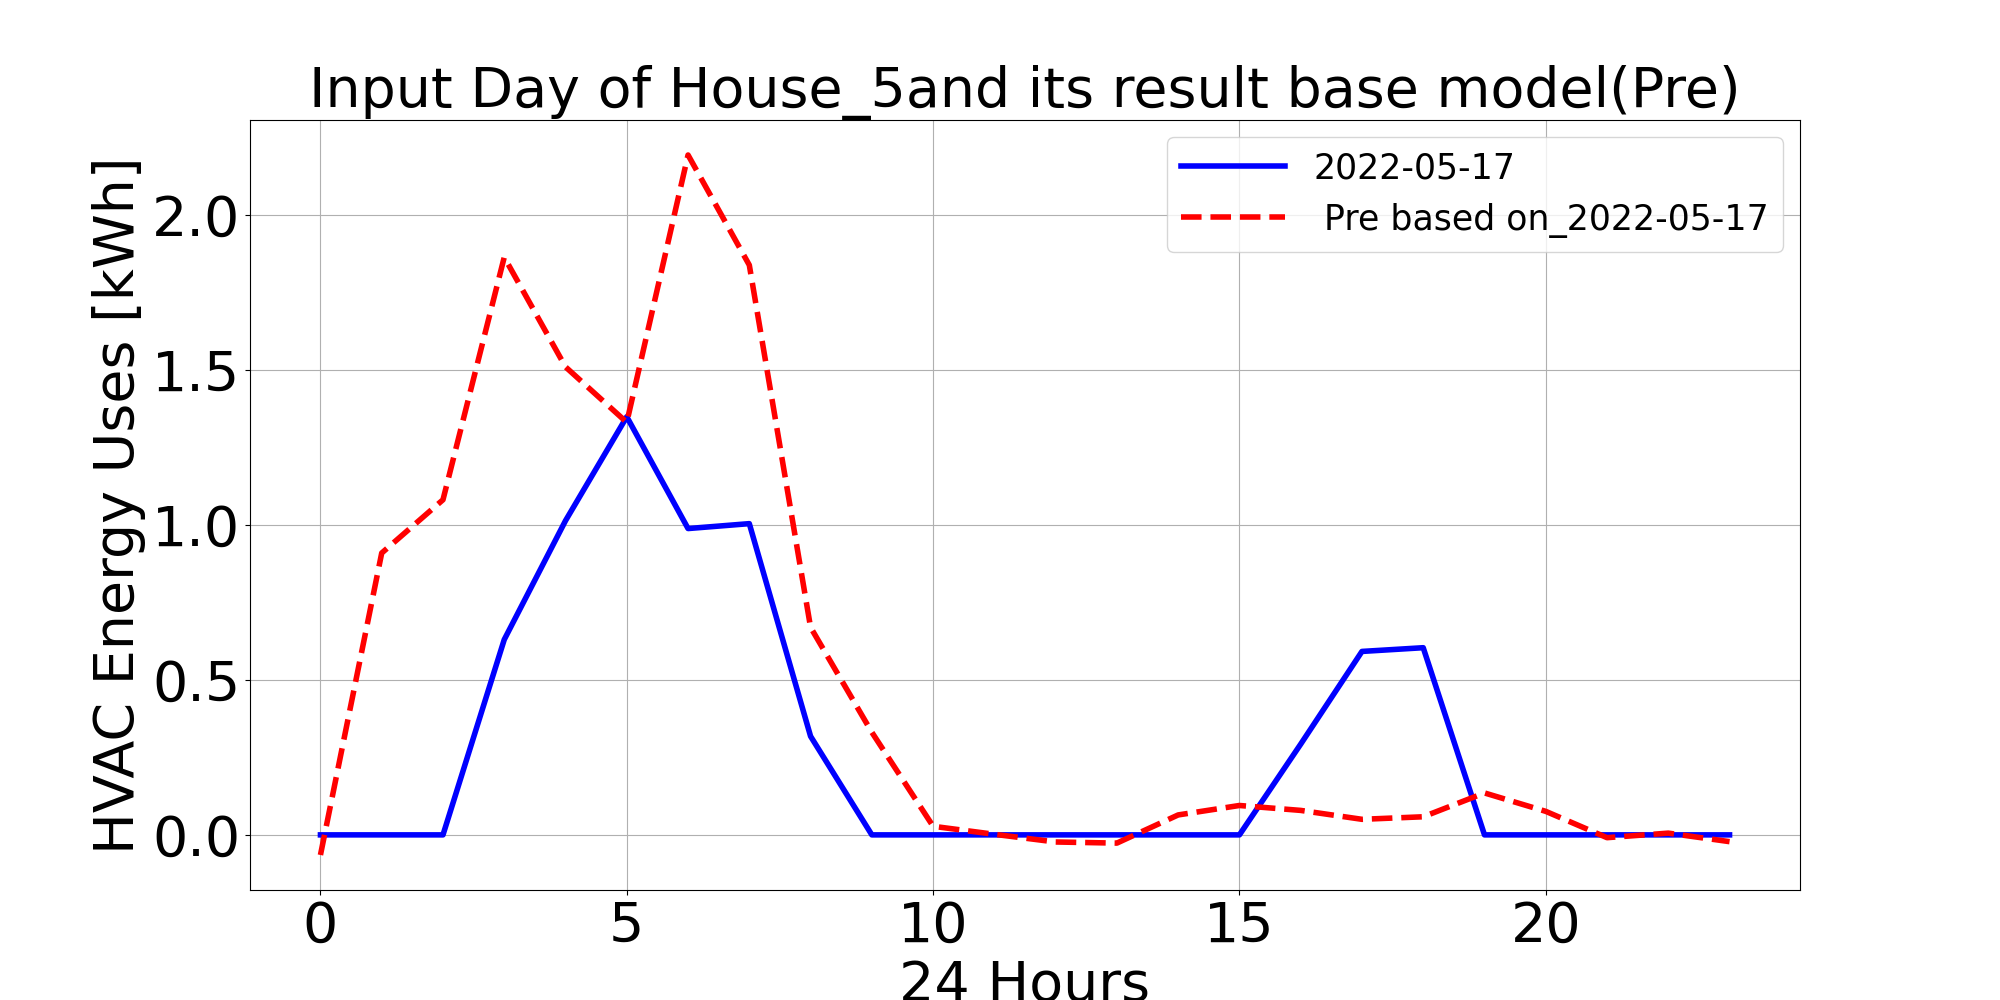 Input Day of House_5and its result base model(Pre)
2022-05-17
Pre based on_2022-05-17
HVAC Energy Uses [kWh]
2.0
1.5
1.0
0.5
0.0
0 5 10 15 20
24 Hours